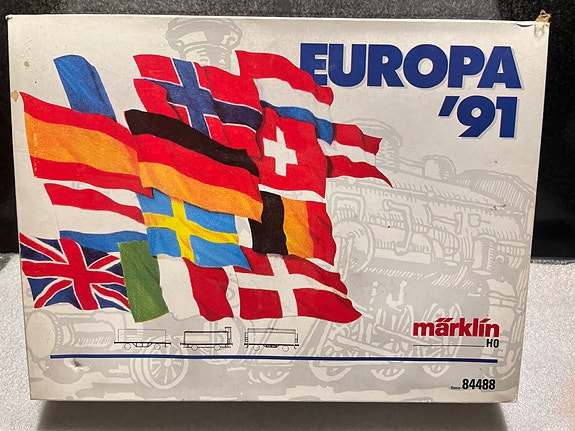 EUROPA
'91
märklin
HO
84488